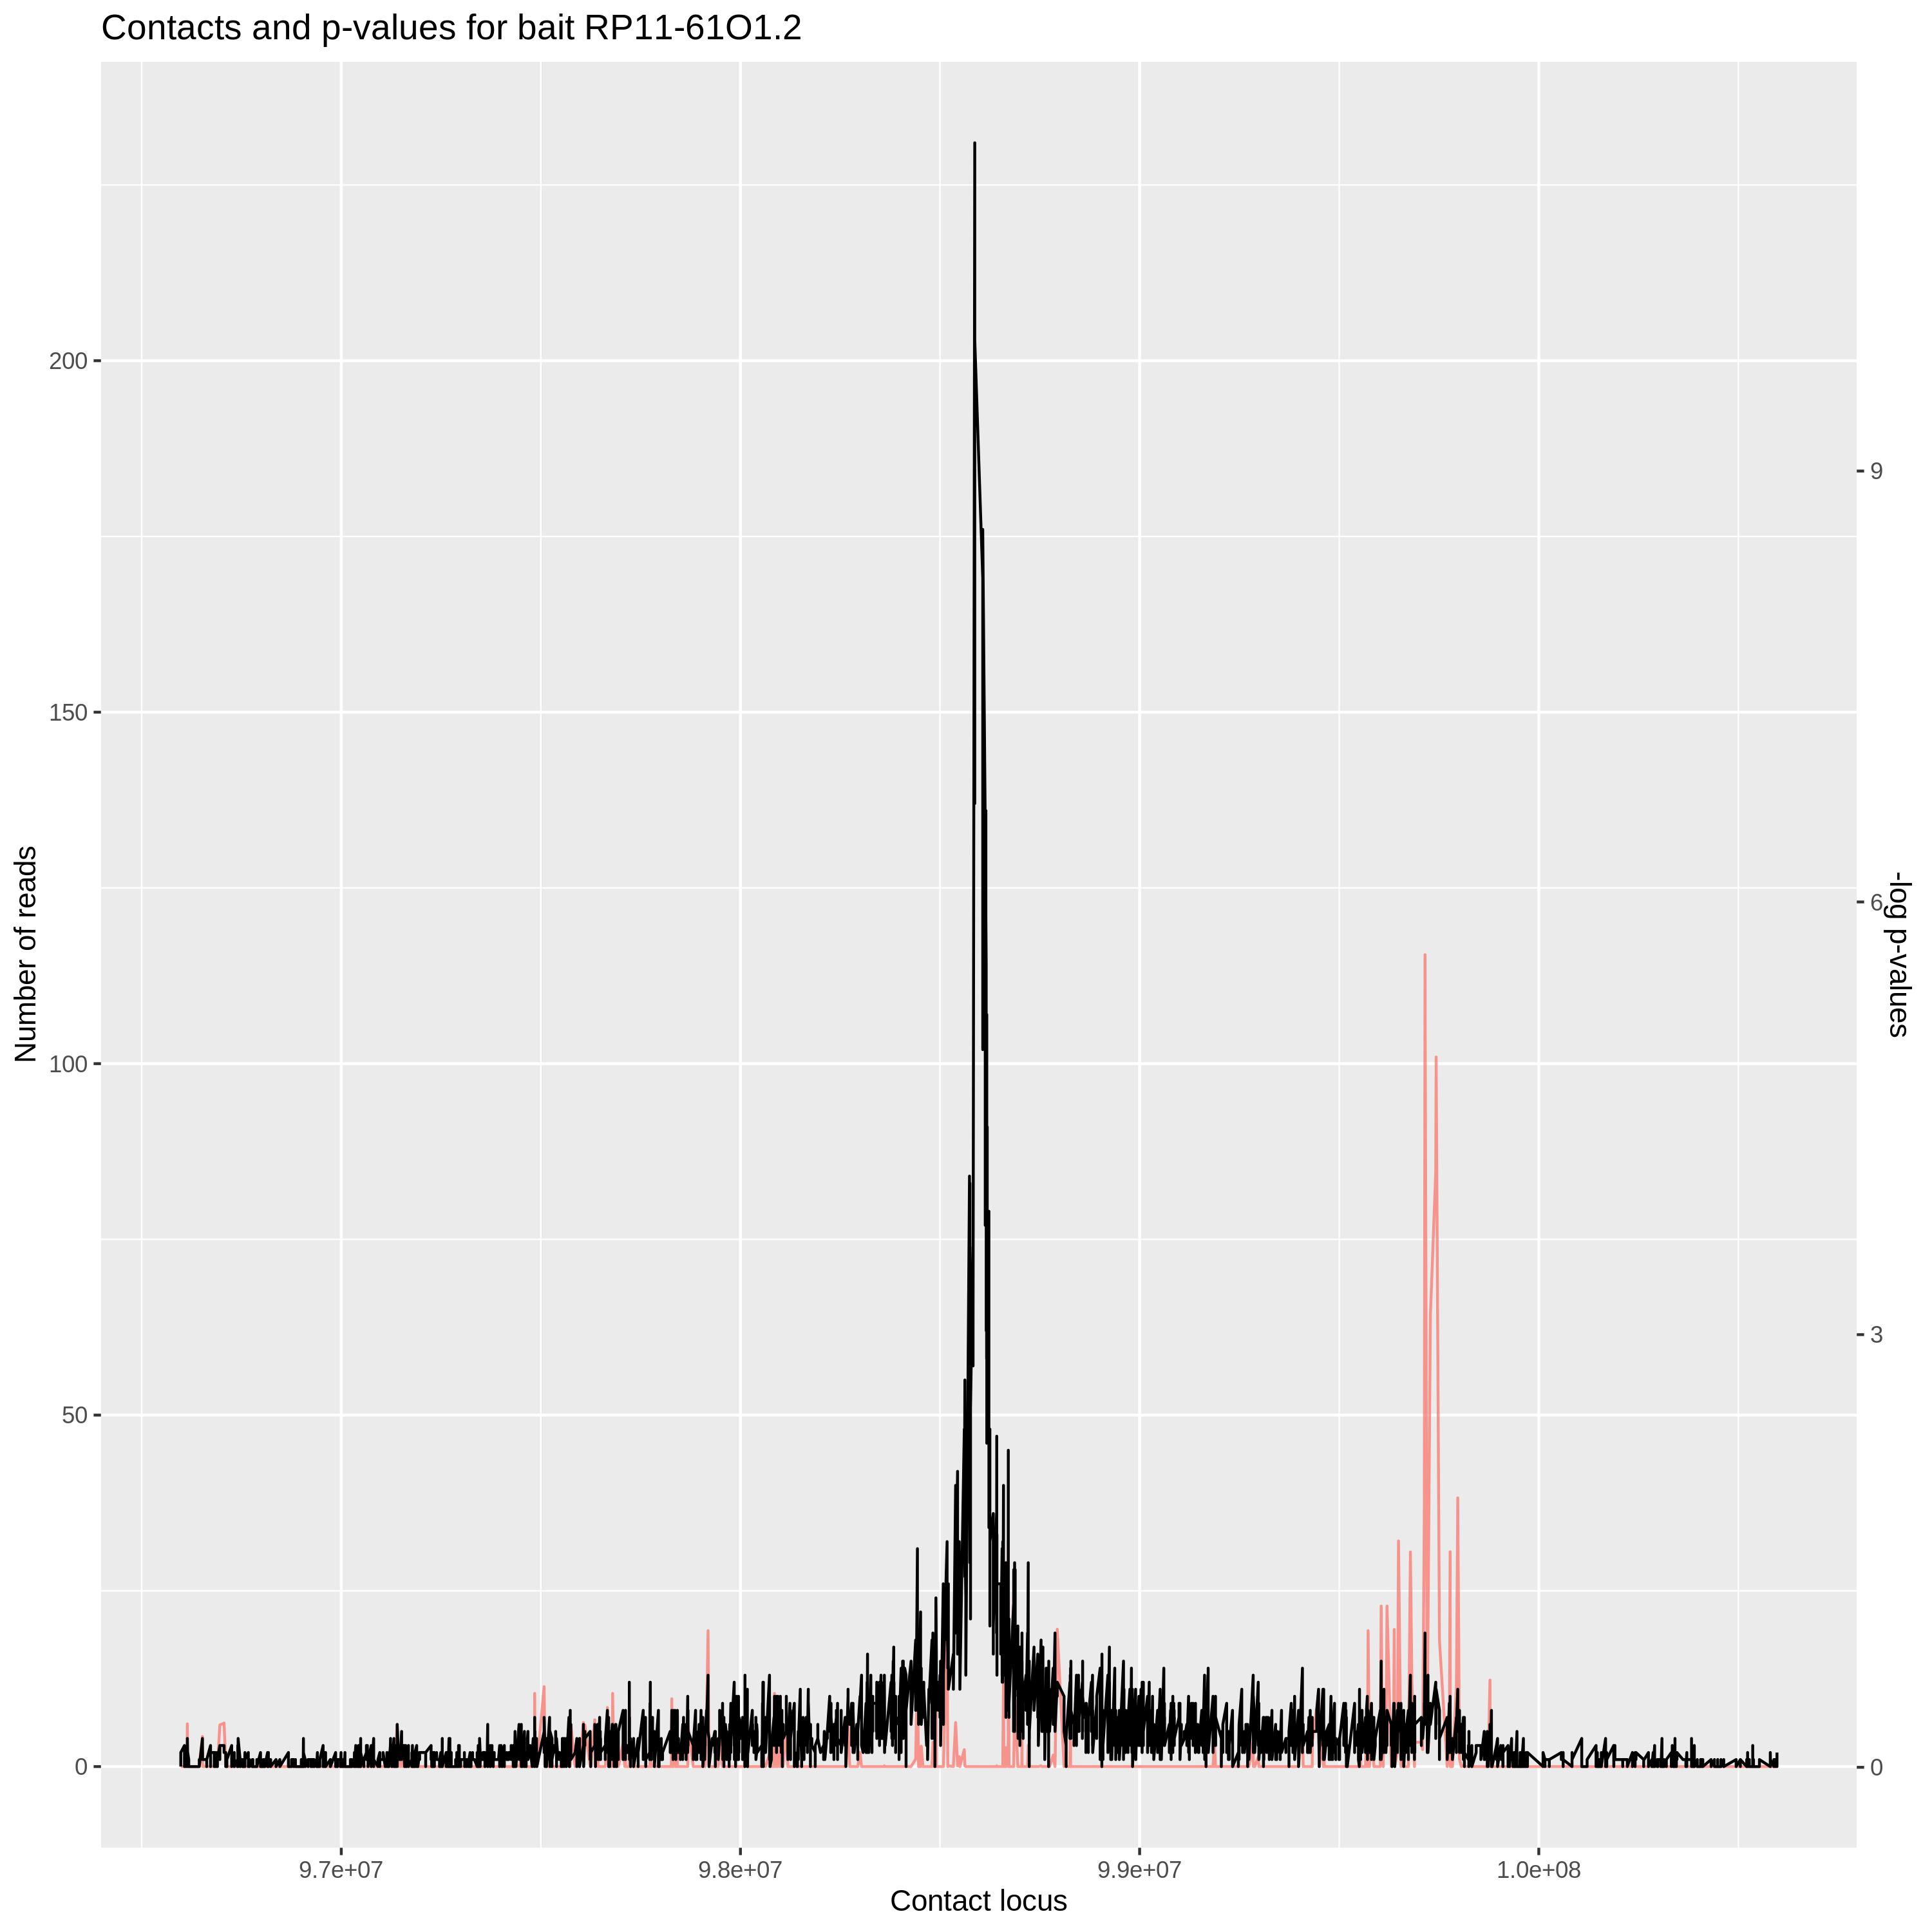 Contacts and p-values for bait RP11-61O1.2
Number of reads
200
150
100
50
0
9
6
3
0
-log p-values
9.7e+07
9.8e+07
9.9e+07
1.0e+08
Contact locus